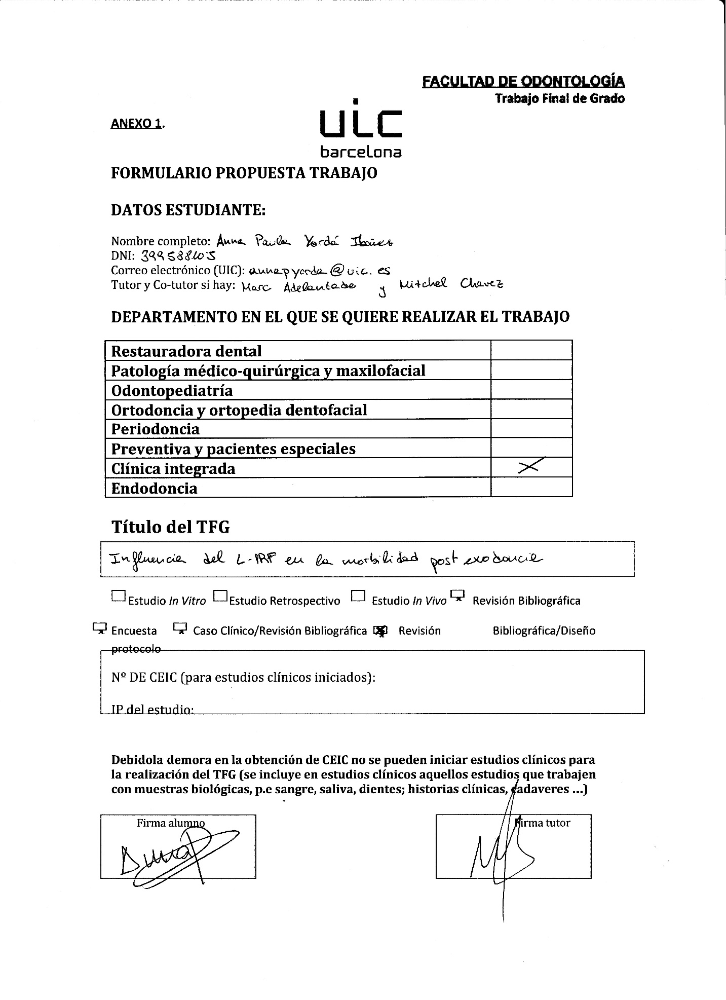 FACULTAD DE ODONTOLOGÍA
Trabajo Final de Grado
ANEXO 1.
uic
barcelona
FORMULARIO PROPUESTA TRABAJO
DATOS ESTUDIANTE:
Nombre completo: Anna Paula Yordá Ibañez
DNI:
Correo electrónico (UIC): annapyorda@uic.es
Tutor y Co-tutor si hay: Marc Adelantado y Mitchel Chavez
DEPARTAMENTO EN EL QUE SE QUIERE REALIZAR EL TRABAJO
Restauradora dental
Patología médico-quirúrgica y maxilofacial
Odontopediatría
Ortodoncia y ortopedia dentofacial
Periodoncia
Preventiva y pacientes especiales
Clínica integrada X
Endodoncia
Título del TFG
Influencia del L-PRF en la morbilidad post exodoncia
Estudio In Vitro Estudio Retrospectivo Estudio In Vivo Revisión Bibliográfica
Encuesta Caso Clínico/Revisión Bibliográfica Revisión Bibliográfica/Diseño
protocolo
Nº DE CEIC (para estudios clínicos iniciados):
IP del estudio:
Debidola demora en la obtención de CEIC no se pueden iniciar estudios clínicos para
la realización del TFG (se incluye en estudios clínicos aquellos estudios que trabajen
con muestras biológicas, p.e sangre, saliva, dientes; historias clínicas, cadaveres ...)
Firma alumno Firma tutor